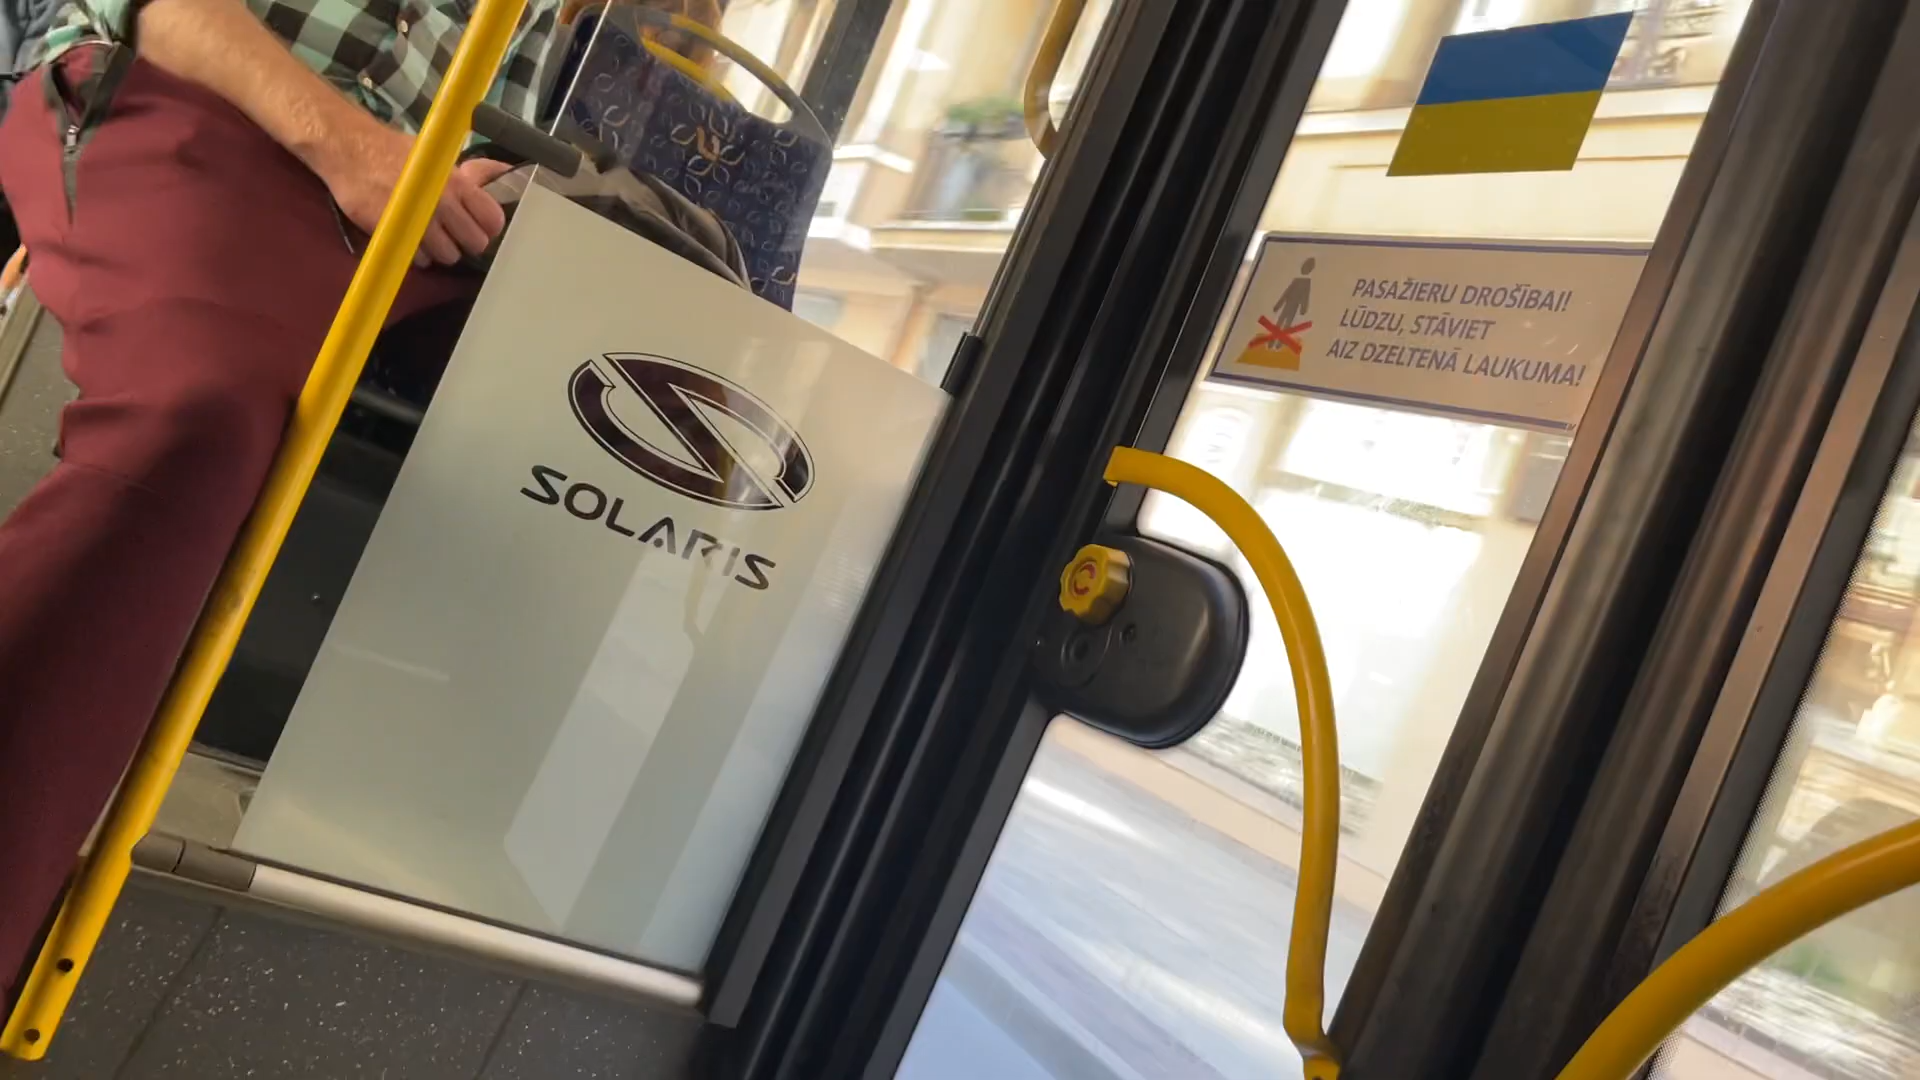 SOLARIS
PASAŽIERU DROŠĪBAI!
LŪDZU, STĀVIET
AIZ DZELTENĀ LAUKUMA!